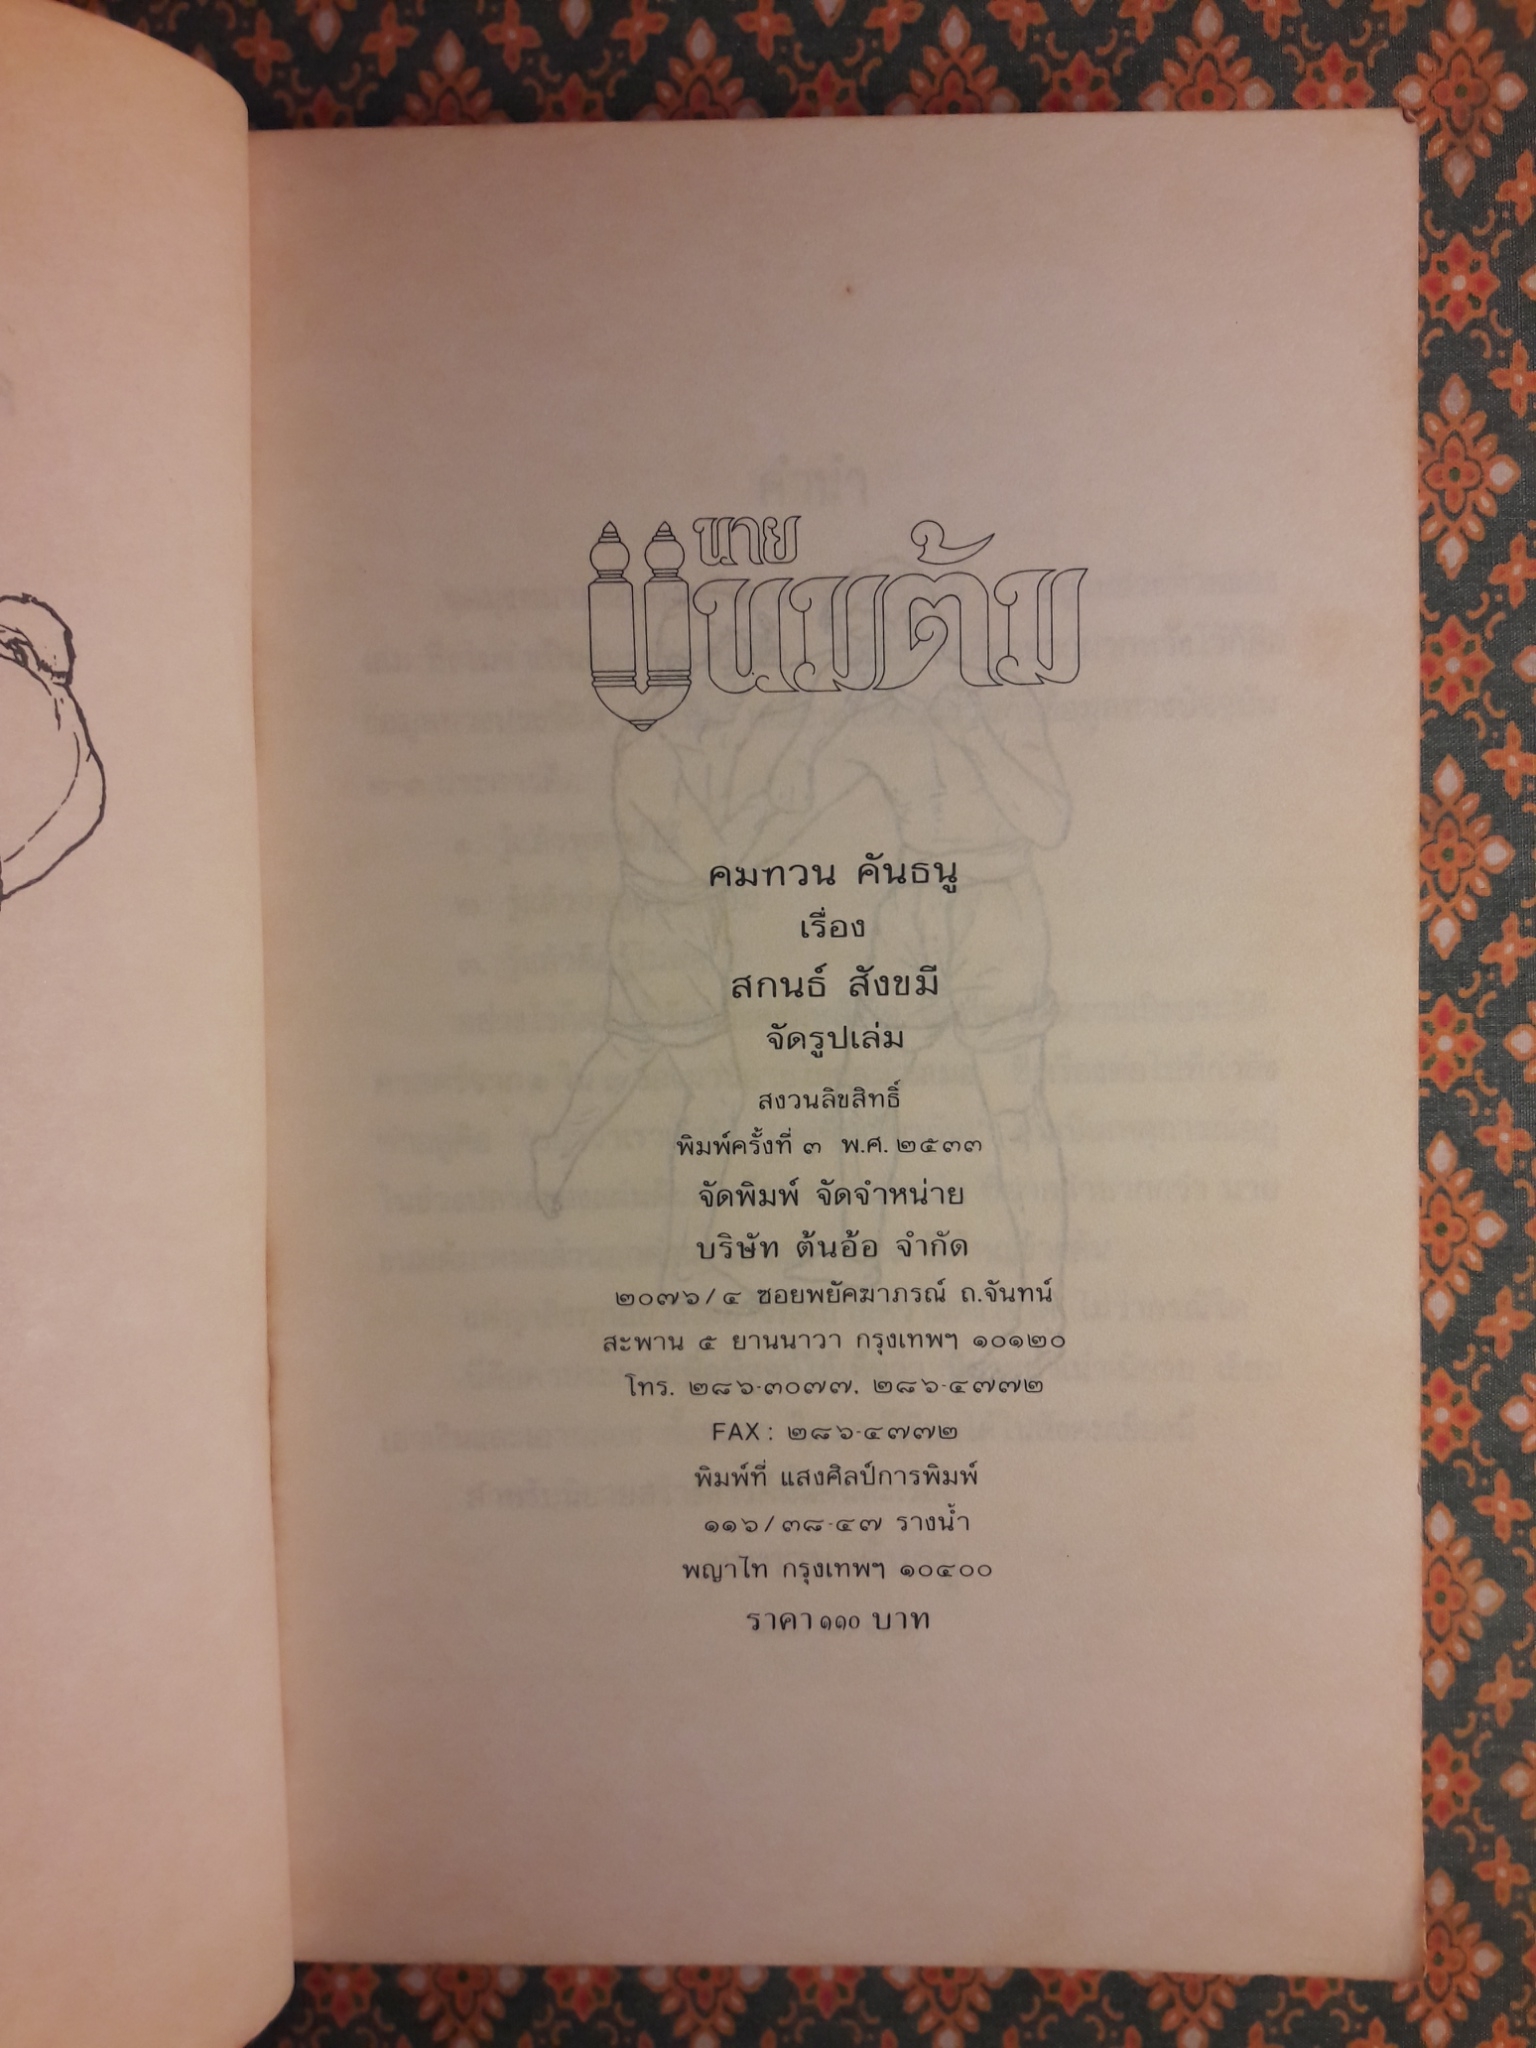 นาย
ขนมต้ม
คมทวน คันธนู
เรื่อง
สกนธ์ สังขมี
จัดรูปเล่ม
สงวนลิขสิทธิ์
พิมพ์ครั้งที่ ๓ พ.ศ. ๒๕๓๓
จัดพิมพ์ จัดจำหน่าย
บริษัท ต้นอ้อ จำกัด
๒๐๗๖/๔ ซอยพยัคฆาภรณ์ ถ.จันทน์
สะพาน ๕ ยานนาวา กรุงเทพฯ ๑๐๑๒๐
โทร. ๒๘๖-๓๐๗๗, ๒๘๖-๔๗๗๒
FAX : ๒๘๖-๔๗๗๒
พิมพ์ที่ แสงศิลป์การพิมพ์
๑๑๖/๓๘-๔๗ รางน้ำ
พญาไท กรุงเทพฯ ๑๐๔๐๐
ราคา ๑๑๐ บาท